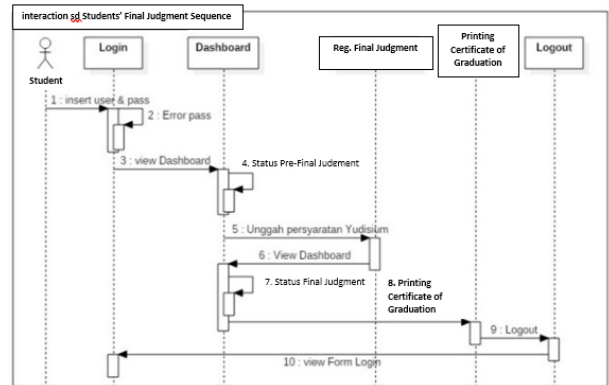 interaction sd Students' Final Judgment Sequence
Login
Dashboard
Reg. Final Judgment
Printing
Certificate of
Graduation
Logout
Student
1 : insert user & pass
2 : Error pass
3 : view Dashboard
4. Status Pre-Final Judgement
5 : Unggah persyaratan Yudisium
6 : View Dashboard
7. Status Final Judgment
8. Printing
Certificate of
Graduation
9 : Logout
10 : view Form Login